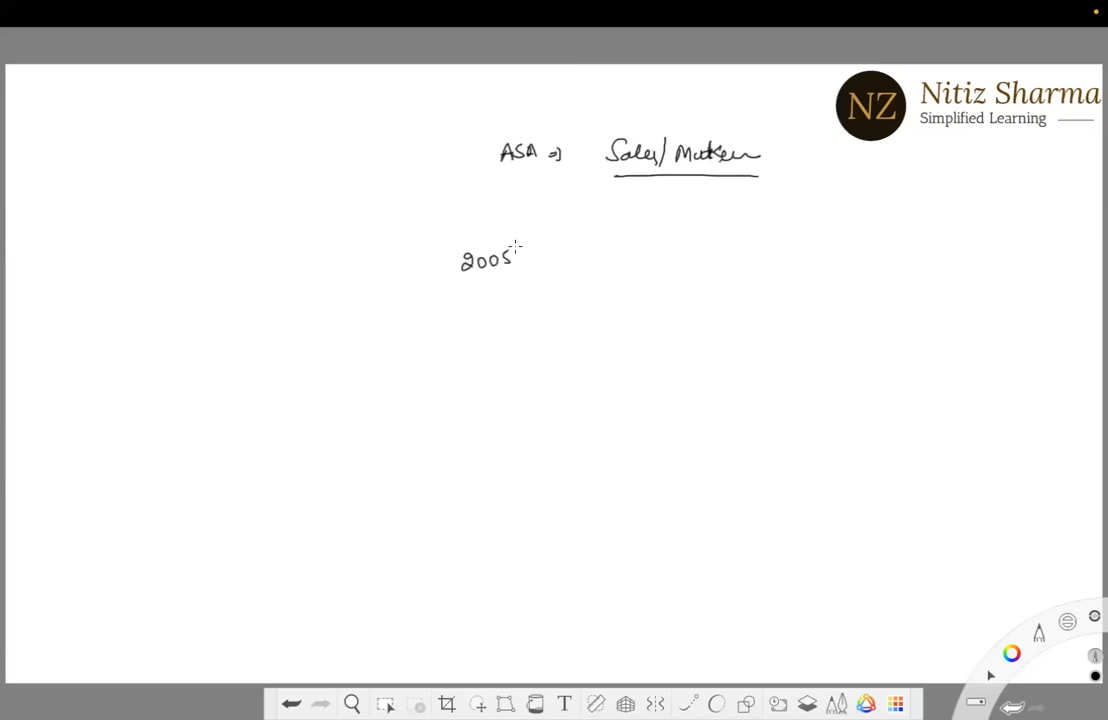 NZ
Nitiz Sharma
Simplified Learning
ASA ⇒ Sales/
2005